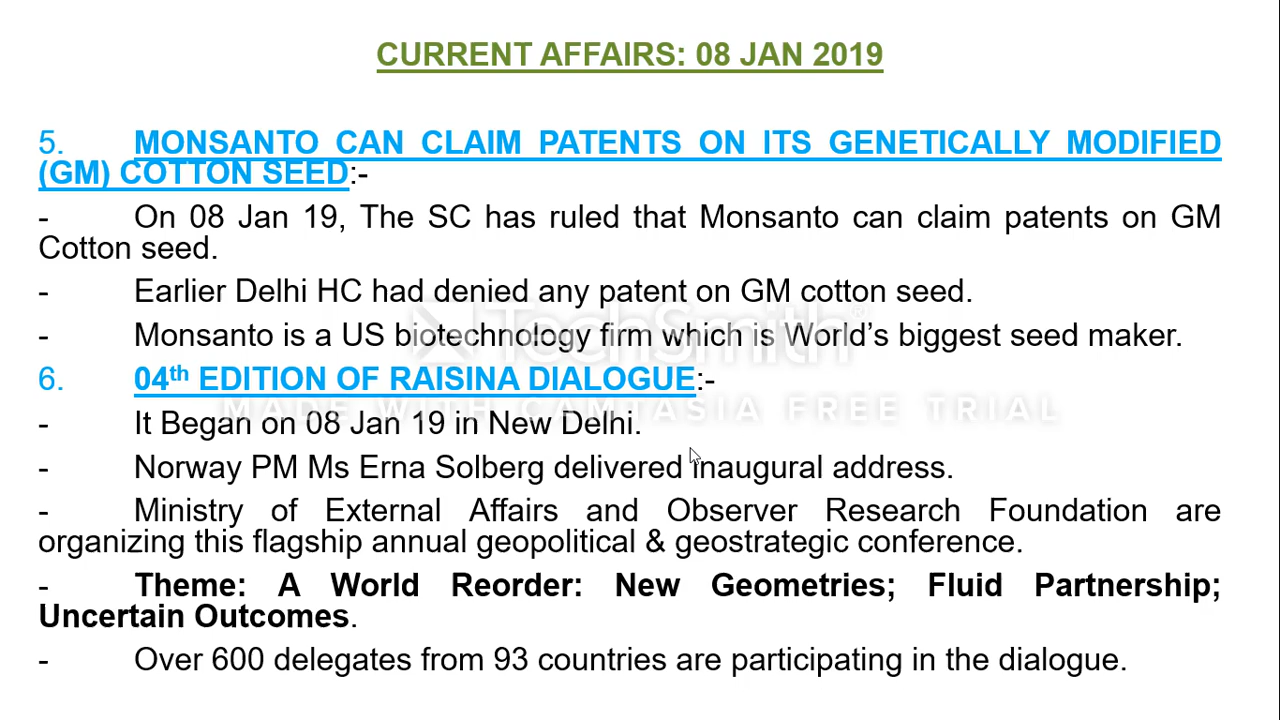 CURRENT AFFAIRS: 08 JAN 2019
5. MONSANTO CAN CLAIM PATENTS ON ITS GENETICALLY MODIFIED
(GM) COTTON SEED:-
- On 08 Jan 19, The SC has ruled that Monsanto can claim patents on GM
Cotton seed.
- Earlier Delhi HC had denied any patent on GM cotton seed.
- Monsanto is a US biotechnology firm which is World's biggest seed maker.
TechSmith®
6. 04th EDITION OF RAISINA DIALOGUE:-
MADE WITH CAMTASIA FREE TRIAL
- It Began on 08 Jan 19 in New Delhi.
- Norway PM Ms Erna Solberg delivered inaugural address.
- Ministry of External Affairs and Observer Research Foundation are
organizing this flagship annual geopolitical & geostrategic conference.
- Theme: A World Reorder: New Geometries; Fluid Partnership;
Uncertain Outcomes.
- Over 600 delegates from 93 countries are participating in the dialogue.